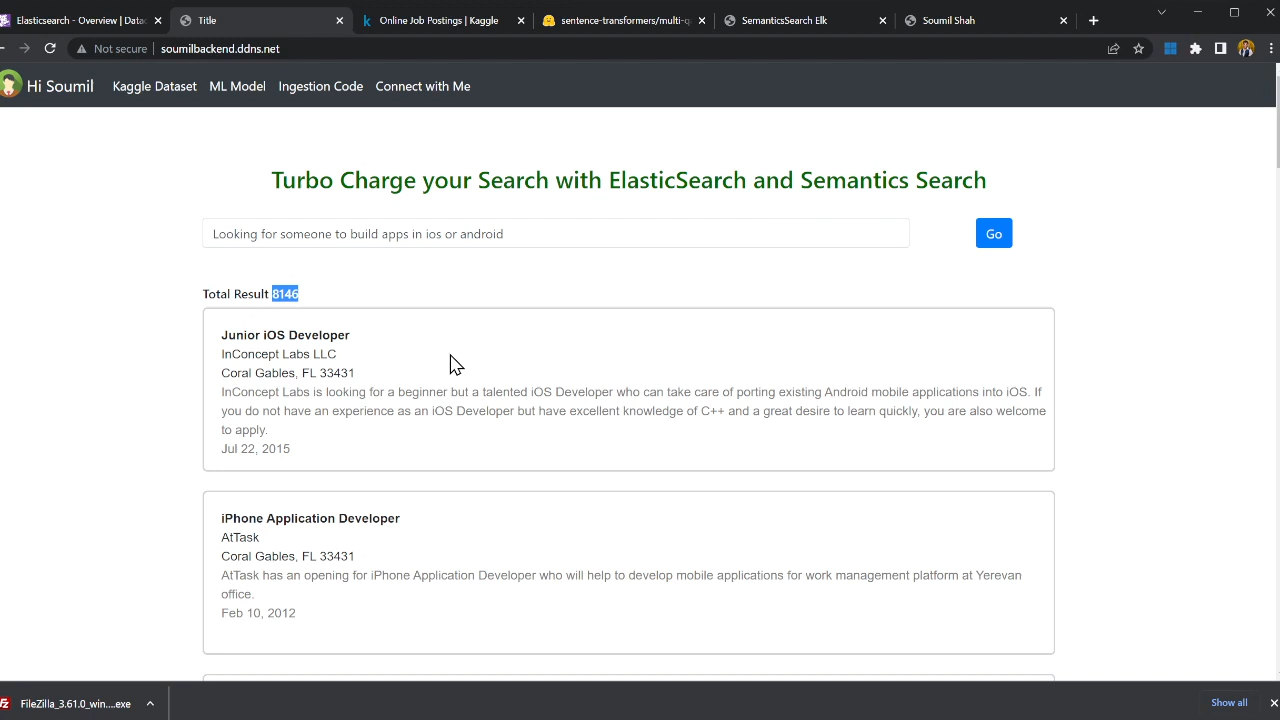 Elasticsearch - Overview | Datad
Title
k Online Job Postings | Kaggle
sentence-transformers/multi-q
SemanticsSearch Elk
Soumil Shah
Not secure
soumilbackend.ddns.net
Hi Soumil
Kaggle Dataset
ML Model
Ingestion Code
Connect with Me
Turbo Charge your Search with ElasticSearch and Semantics Search
Looking for someone to build apps in ios or android
Go
Total Result 8146
Junior iOS Developer
InConcept Labs LLC
Coral Gables, FL 33431
InConcept Labs is looking for a beginner but a talented iOS Developer who can take care of porting existing Android mobile applications into iOS. If
you do not have an experience as an iOS Developer but have excellent knowledge of C++ and a great desire to learn quickly, you are also welcome
to apply.
Jul 22, 2015
iPhone Application Developer
AtTask
Coral Gables, FL 33431
AtTask has an opening for iPhone Application Developer who will help to develop mobile applications for work management platform at Yerevan
office.
Feb 10, 2012
FileZilla_3.61.0_win....exe
Show all